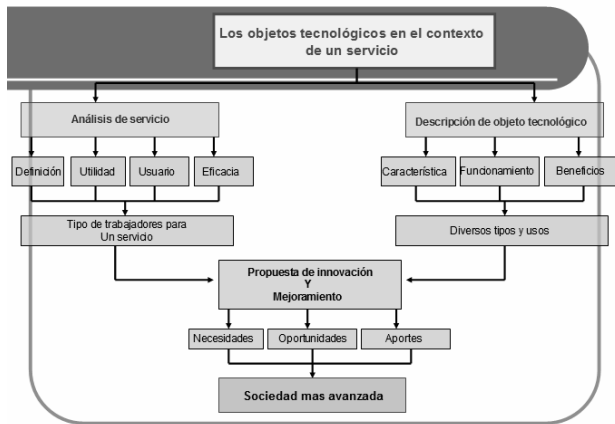 Los objetos tecnológicos en el contexto
de un servicio
Análisis de servicio
Descripción de objeto tecnológico
Definición
Utilidad
Usuario
Eficacia
Característica
Funcionamiento
Beneficios
Tipo de trabajadores para
Un servicio
Diversos tipos y usos
Propuesta de innovación
Y
Mejoramiento
Necesidades
Oportunidades
Aportes
Sociedad mas avanzada